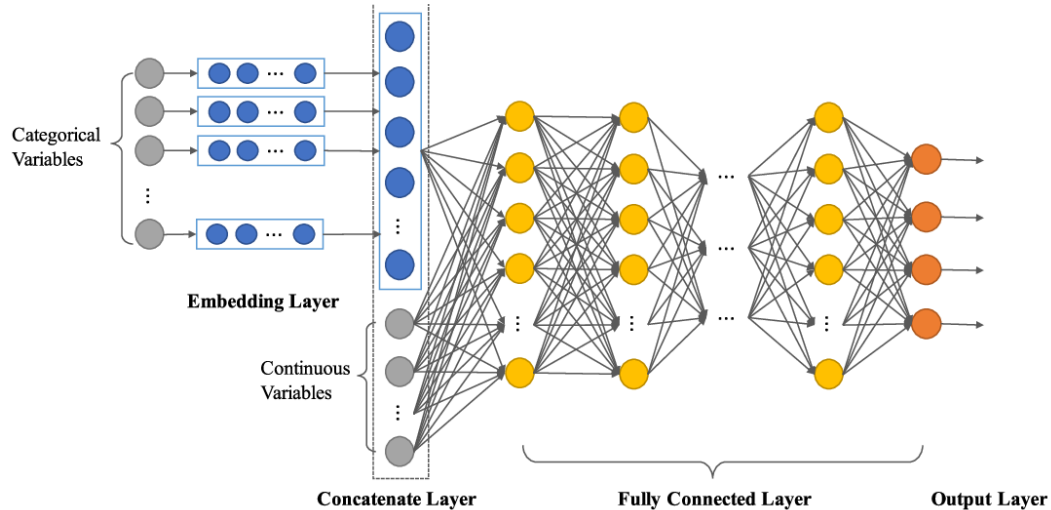 Categorical
Variables
Embedding Layer
Continuous
Variables
Concatenate Layer
Fully Connected Layer
Output Layer